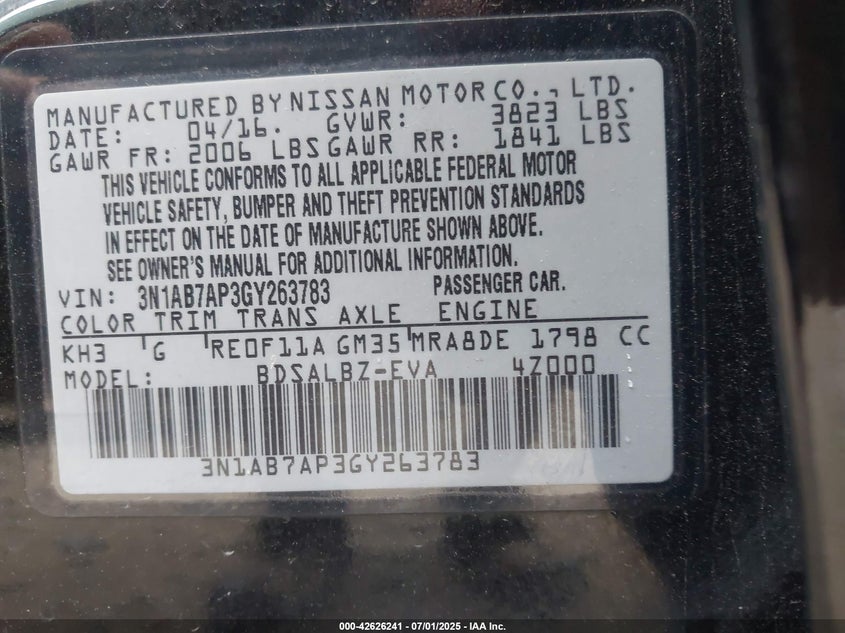 MANUFACTURED BY NISSAN MOTOR CO., LTD.
DATE: 04/16. GVWR: 3823 LBS
GAWR FR: 2006 LBS GAWR RR: 1841 LBS
THIS VEHICLE CONFORMS TO ALL APPLICABLE FEDERAL MOTOR
VEHICLE SAFETY, BUMPER AND THEFT PREVENTION STANDARDS
IN EFFECT ON THE DATE OF MANUFACTURE SHOWN ABOVE.
SEE OWNER'S MANUAL FOR ADDITIONAL INFORMATION.
VIN: 3N1AB7AP3GY263783 PASSENGER CAR.
COLOR TRIM TRANS AXLE ENGINE
KH3 G RE0F11A GM35 MRA8DE 1798 CC
MODEL: BDSALBZ-EVA 4Z000
3N1AB7AP3GY263783
000-42626241 - 07/01/2025 - IAA Inc.